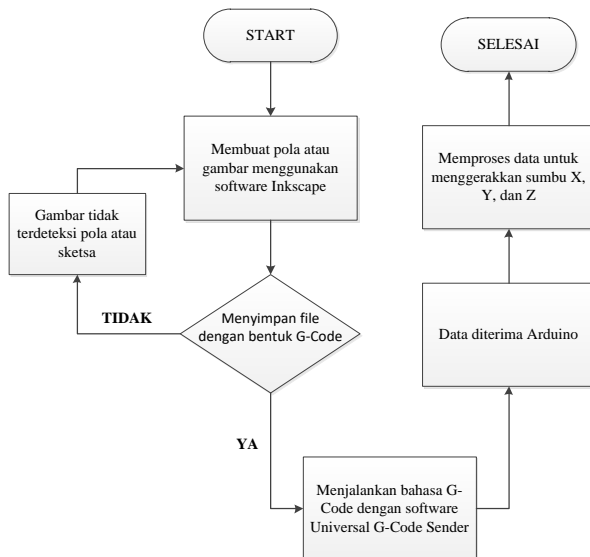 START
Membuat pola atau
gambar menggunakan
software Inkscape
Gambar tidak
terdeteksi pola atau
sketsa
TIDAK
Menyimpan file
dengan bentuk G-Code
YA
Menjalankan bahasa G-
Code dengan software
Universal G-Code Sender
Data diterima Arduino
Memproses data untuk
menggerakkan sumbu X,
Y, dan Z
SELESAI